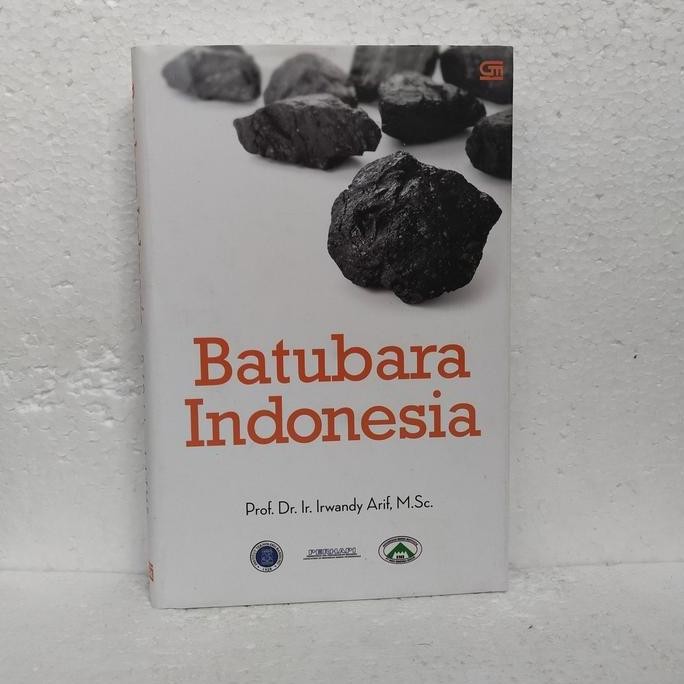 Batubara
Indonesia
Prof. Dr. Ir. Irwandy Arif, M.Sc.
PERHAPI